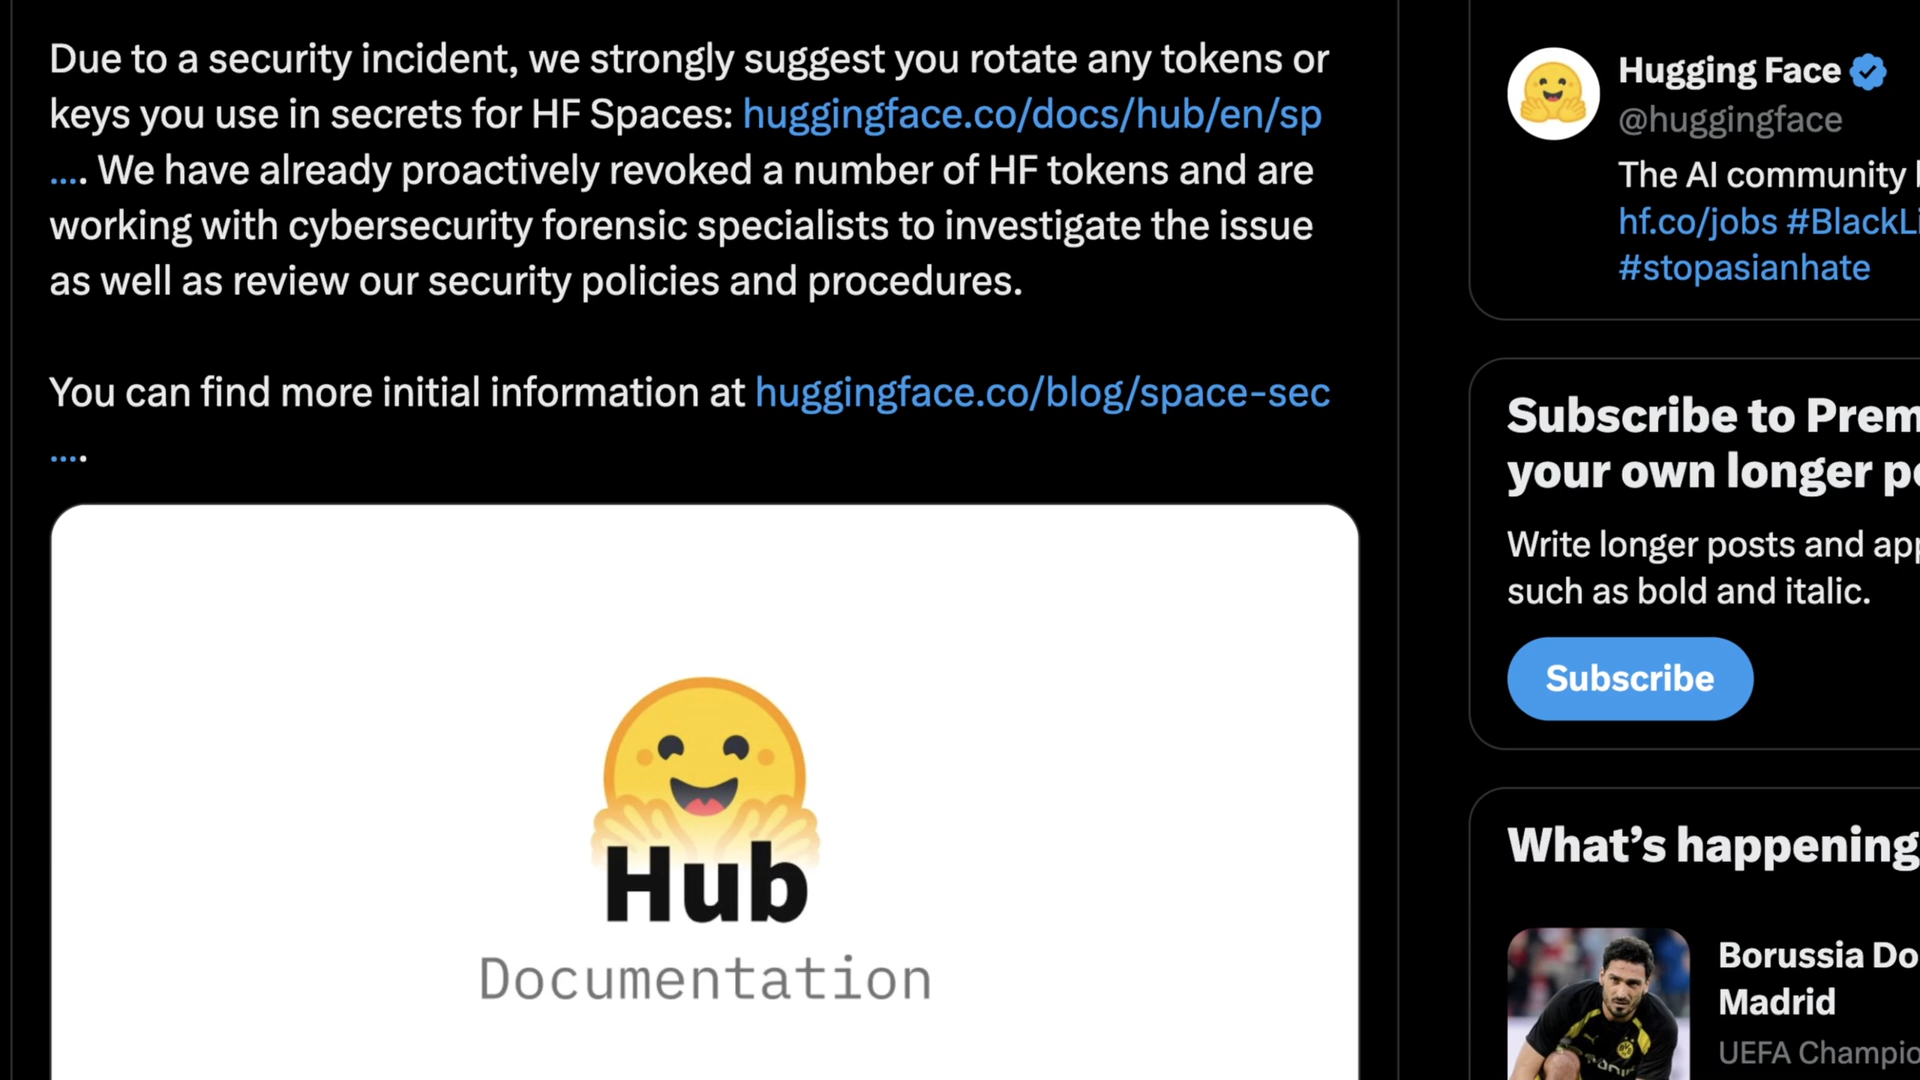 Due to a security incident, we strongly suggest you rotate any tokens or
keys you use in secrets for HF Spaces: huggingface.co/docs/hub/en/sp
…. We have already proactively revoked a number of HF tokens and are
working with cybersecurity forensic specialists to investigate the issue
as well as review our security policies and procedures.
You can find more initial information at huggingface.co/blog/space-sec
….
Hub
Documentation
Hugging Face
@huggingface
The AI community
hf.co/jobs #BlackLi
#stopasianhate
Subscribe to Prem
your own longer po
Write longer posts and app
such as bold and italic.
Subscribe
What’s happening
Borussia Do
Madrid
UEFA Champio